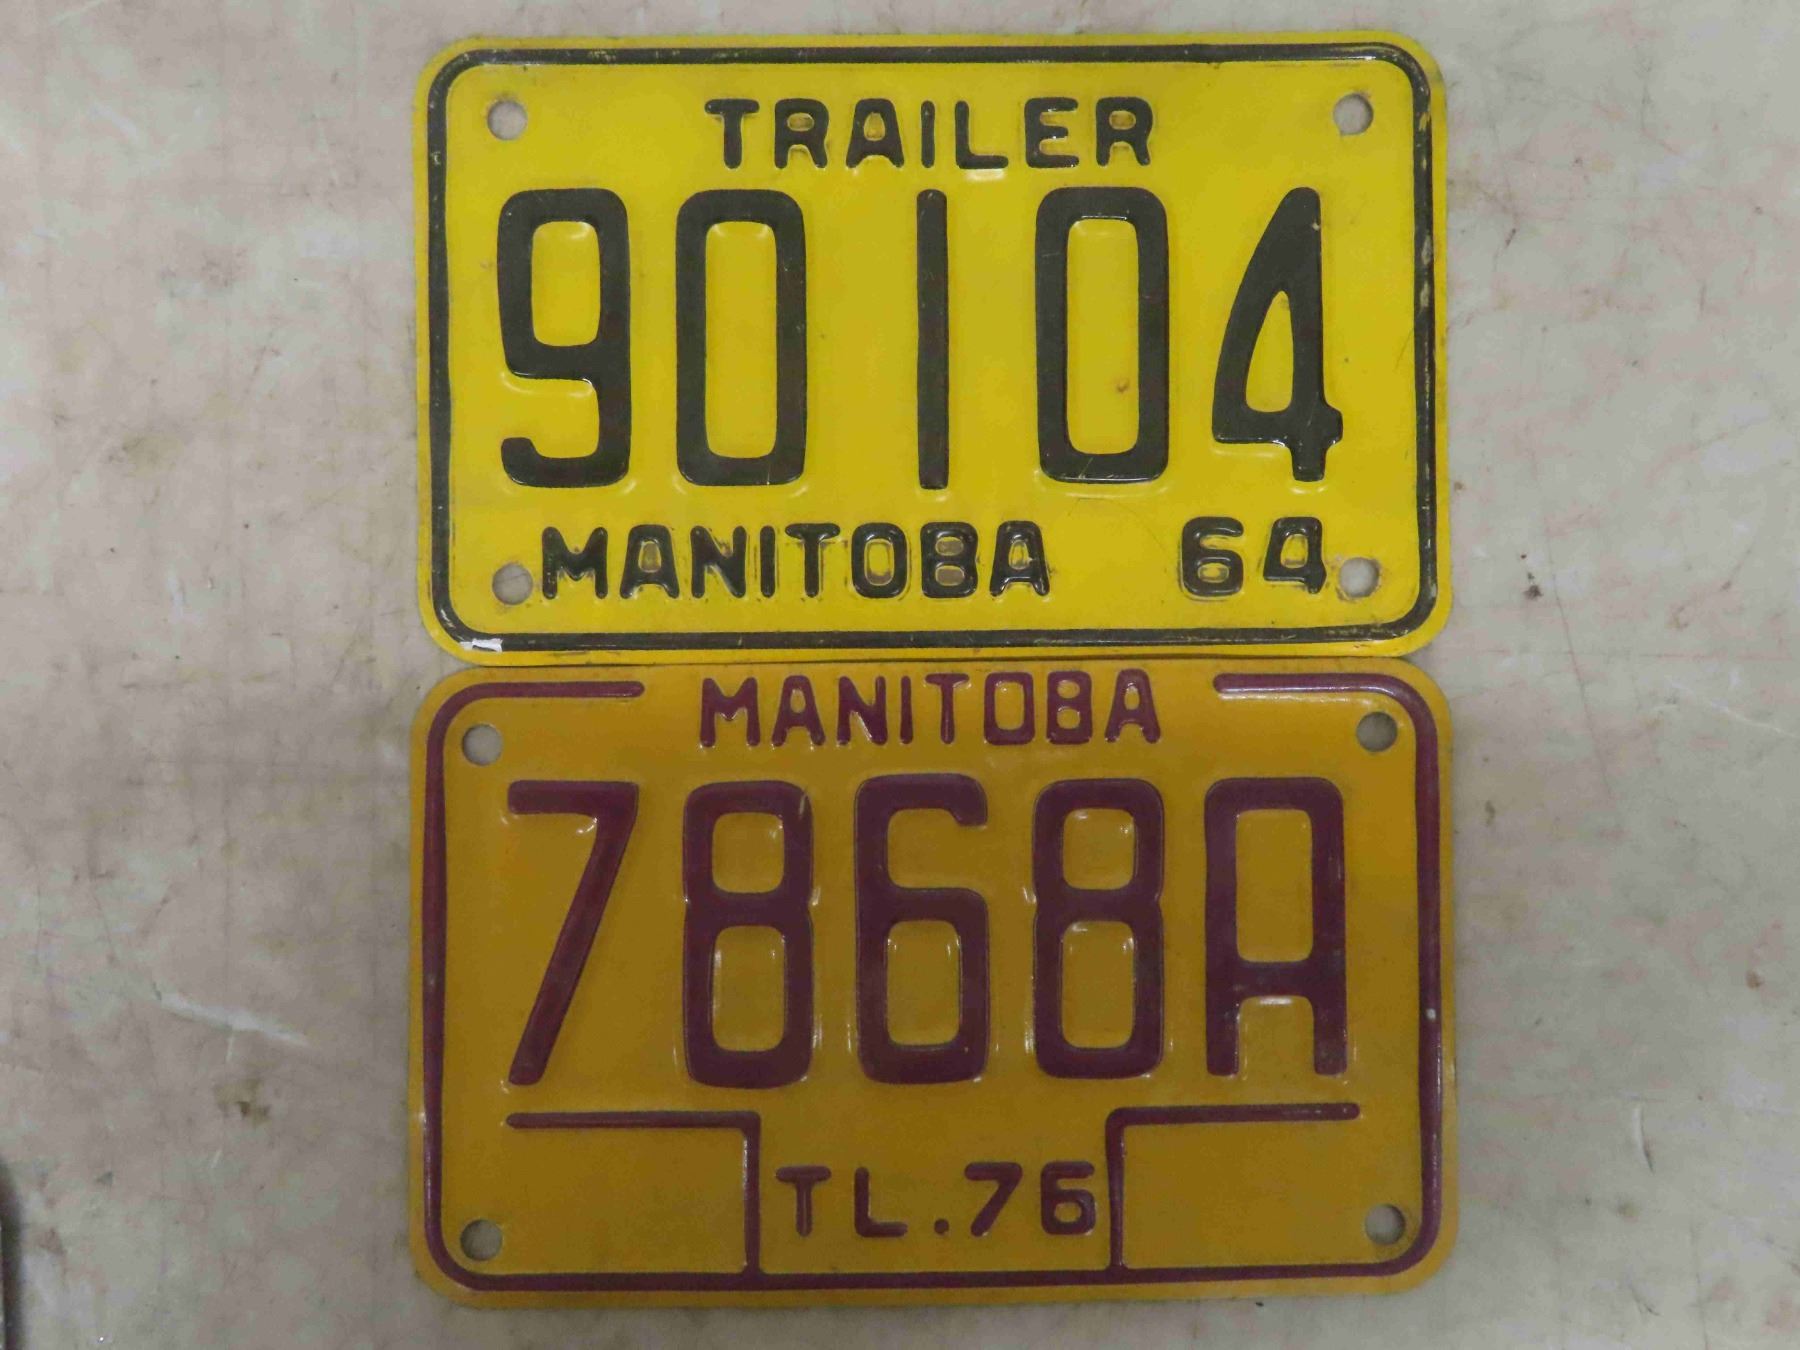 TRAILER
90104
MANITOBA 64
MANITOBA
7868A
TL.76